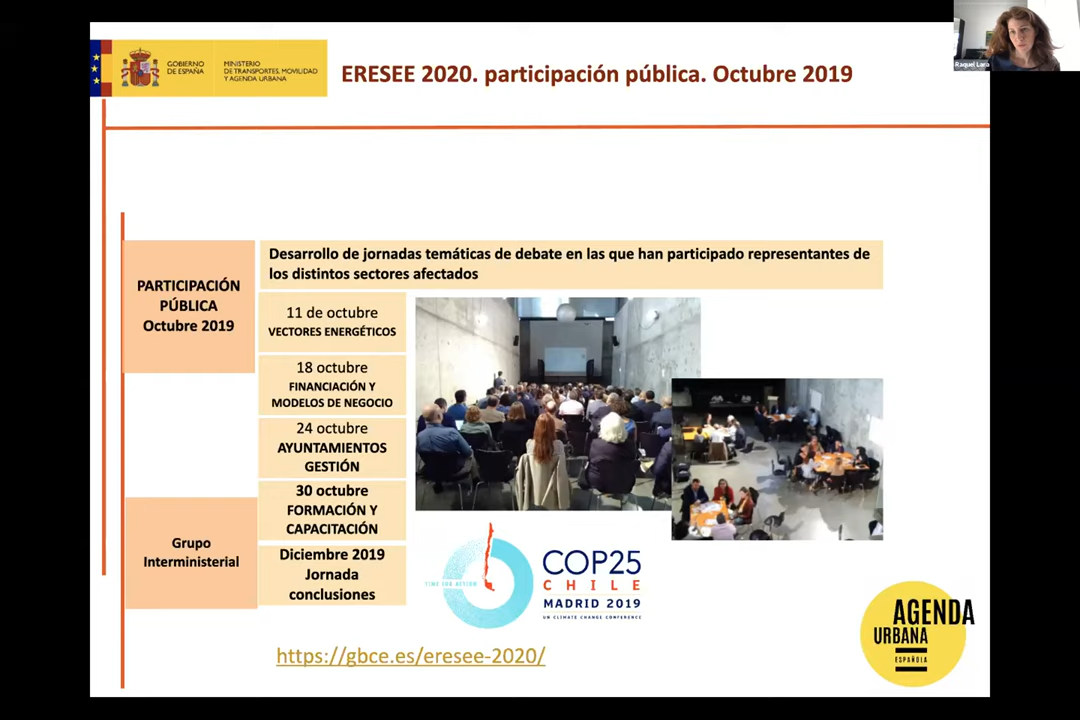 GOBIERNO
DE ESPAÑA
MINISTERIO
DE TRANSPORTES, MOVILIDAD
Y AGENDA URBANA
ERESEE 2020. participación pública. Octubre 2019
Raquel Lara
PARTICIPACIÓN
PÚBLICA
Octubre 2019
Desarrollo de jornadas temáticas de debate en las que han participado representantes de
los distintos sectores afectados
11 de octubre
VECTORES ENERGÉTICOS
18 octubre
FINANCIACIÓN Y
MODELOS DE NEGOCIO
24 octubre
AYUNTAMIENTOS
GESTIÓN
30 octubre
FORMACIÓN Y
CAPACITACIÓN
Grupo
Interministerial
Diciembre 2019
Jornada
conclusiones
TIME FOR ACTION
COP25
CHILE
MADRID 2019
UN CLIMATE CHANGE CONFERENCE
https://gbce.es/eresee-2020/
AGENDA
URBANA
ESPAÑOLA